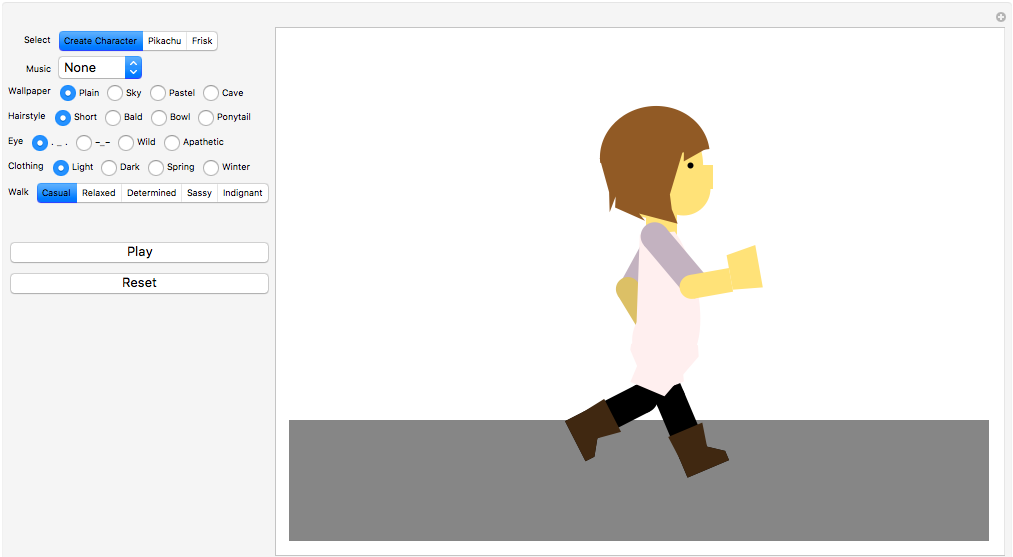 Select Create Character Pikachu Frisk
Music None
Wallpaper Plain Sky Pastel Cave
Hairstyle Short Bald Bowl Ponytail
Eye . _ . -_- Wild Apathetic
Clothing Light Dark Spring Winter
Walk Casual Relaxed Determined Sassy Indignant
Play
Reset